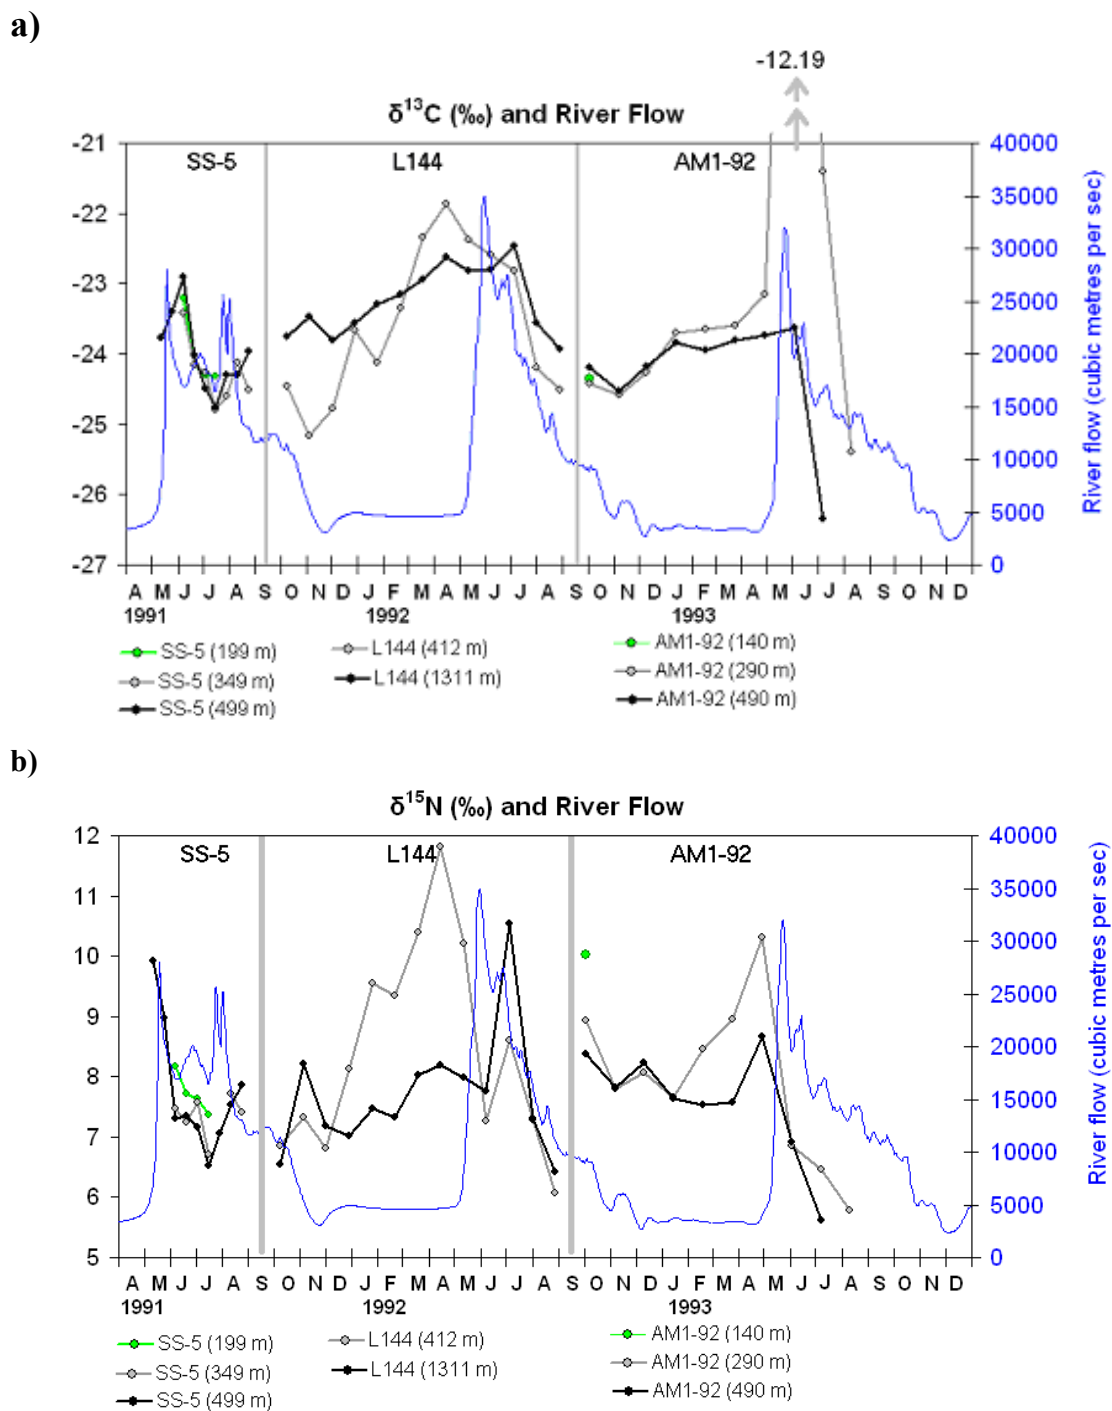 a)
-12.19
δ¹³C (‰) and River Flow
SS-5 L144 AM1-92
-21
-22
-23
-24
-25
-26
-27
40000
35000
30000
25000
20000
15000
10000
5000
0
River flow (cubic metres per sec)
A M J J A S O N D J F M A M J J A S O N D J F M A M J J A S O N D
1991 1992 1993
SS-5 (199 m)
SS-5 (349 m)
SS-5 (499 m)
L144 (412 m)
L144 (1311 m)
AM1-92 (140 m)
AM1-92 (290 m)
AM1-92 (490 m)
b)
δ¹⁵N (‰) and River Flow
SS-5 L144 AM1-92
12
11
10
9
8
7
6
5
40000
35000
30000
25000
20000
15000
10000
5000
0
River flow (cubic metres per sec)
A M J J A S O N D J F M A M J J A S O N D J F M A M J J A S O N D
1991 1992 1993
SS-5 (199 m)
SS-5 (349 m)
SS-5 (499 m)
L144 (412 m)
L144 (1311 m)
AM1-92 (140 m)
AM1-92 (290 m)
AM1-92 (490 m)